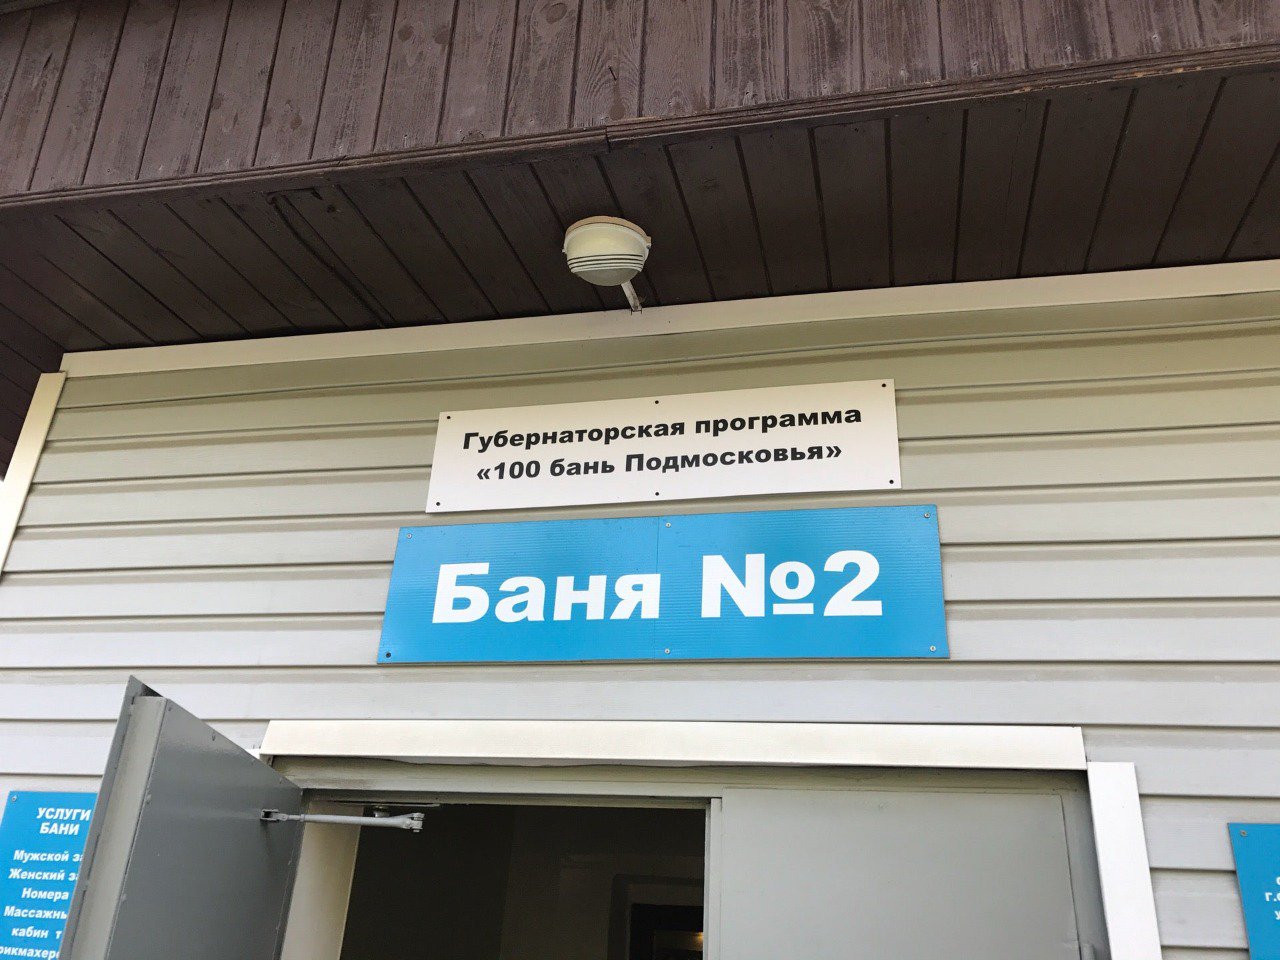 Губернаторская программа
«100 бань Подмосковья»
Баня №2
УСЛУГИ
БАНИ
Мужской
Женский
Номера